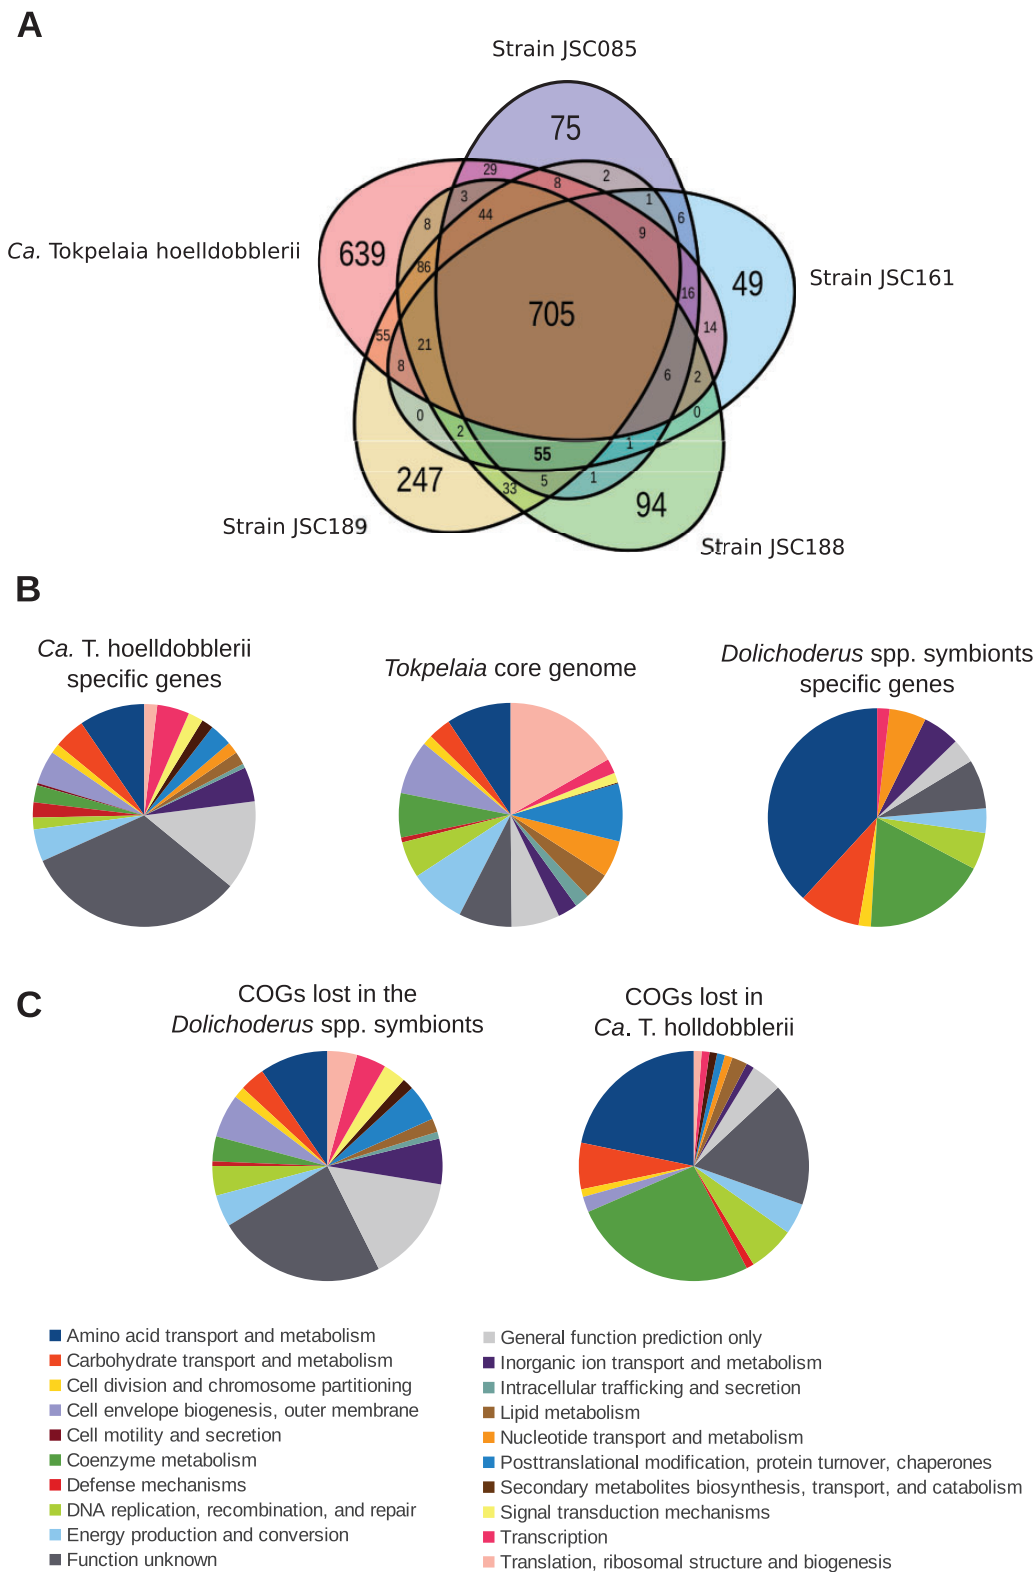 A
Strain JSC085
75
29
8
2
3
1
6
8
44
9
Ca. Tokpelaia hoelldobblerii
639
86
49
Strain JSC161
16
705
14
55
21
8
6
2
0
0
2
1
55
247
33
5
1
94
Strain JSC189
Strain JSC188
B
Ca. T. hoelldobblerii
specific genes
Tokpelaia core genome
Dolichoderus spp. symbionts
specific genes
C
COGs lost in the
Dolichoderus spp. symbionts
COGs lost in
Ca. T. holldobblerii
Amino acid transport and metabolism
Carbohydrate transport and metabolism
Cell division and chromosome partitioning
Cell envelope biogenesis, outer membrane
Cell motility and secretion
Coenzyme metabolism
Defense mechanisms
DNA replication, recombination, and repair
Energy production and conversion
Function unknown
General function prediction only
Inorganic ion transport and metabolism
Intracellular trafficking and secretion
Lipid metabolism
Nucleotide transport and metabolism
Posttranslational modification, protein turnover, chaperones
Secondary metabolites biosynthesis, transport, and catabolism
Signal transduction mechanisms
Transcription
Translation, ribosomal structure and biogenesis